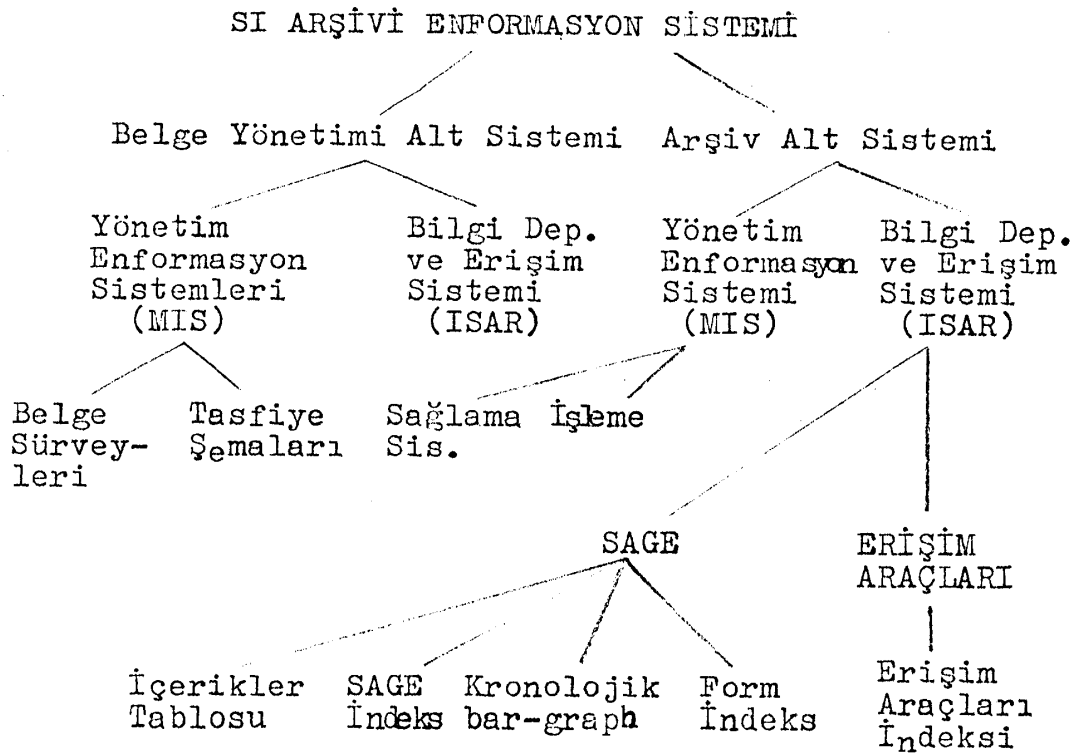 SI ARŞİVİ ENFORMASYON SİSTEMİ
Belge Yönetimi Alt Sistemi
Arşiv Alt Sistemi
Yönetim
Enformasyon
Sistemleri
(MIS)
Bilgi Dep.
ve Erişim
Sistemi
(ISAR)
Yönetim
Enformasyon
Sistemi
(MIS)
Bilgi Dep.
ve Erişim
Sistemi
(ISAR)
Belge
Sürvey-
leri
Tasfiye
Şemaları
Sağlama
Sis.
İşleme
SAGE
ERİŞİM
ARAÇLARI
İçerikler
Tablosu
SAGE
İndeks
Kronolojik
bar-graph
Form
İndeks
Erişim
Araçları
İndeksi